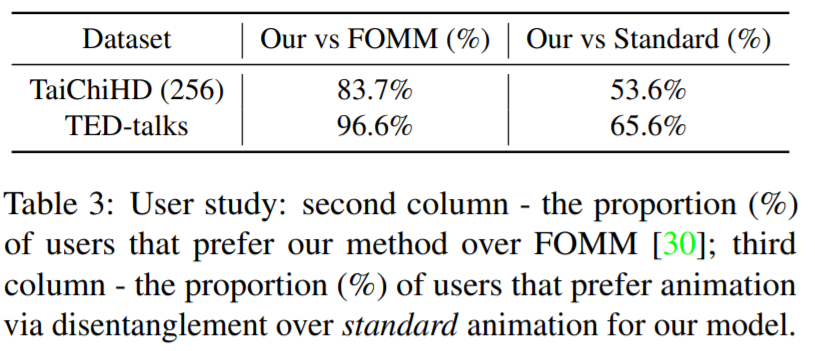 Dataset Our vs FOMM (%) Our vs Standard (%)
TaiChiHD (256) 83.7% 53.6%
TED-talks 96.6% 65.6%
Table 3: User study: second column - the proportion (%)
of users that prefer our method over FOMM [30]; third
column - the proportion (%) of users that prefer animation
via disentanglement over standard animation for our model.